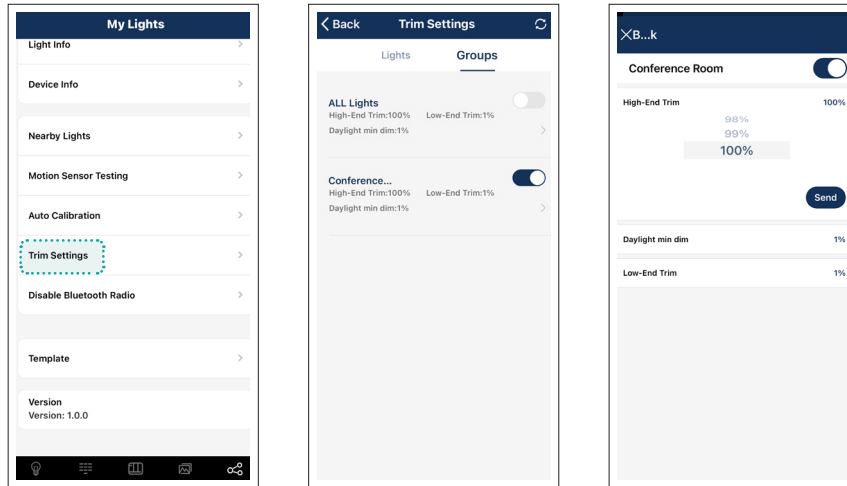 My Lights
Light Info
Device Info
Nearby Lights
Motion Sensor Testing
Auto Calibration
Trim Settings
Disable Bluetooth Radio
Template
Version
Version: 1.0.0
Back Trim Settings
Lights Groups
ALL Lights
High-End Trim:100% Low-End Trim:1%
Daylight min dim:1%
Conference...
High-End Trim:100% Low-End Trim:1%
Daylight min dim:1%
B...k
Conference Room
High-End Trim 100%
98%
99%
100%
Send
Daylight min dim 1%
Low-End Trim 1%